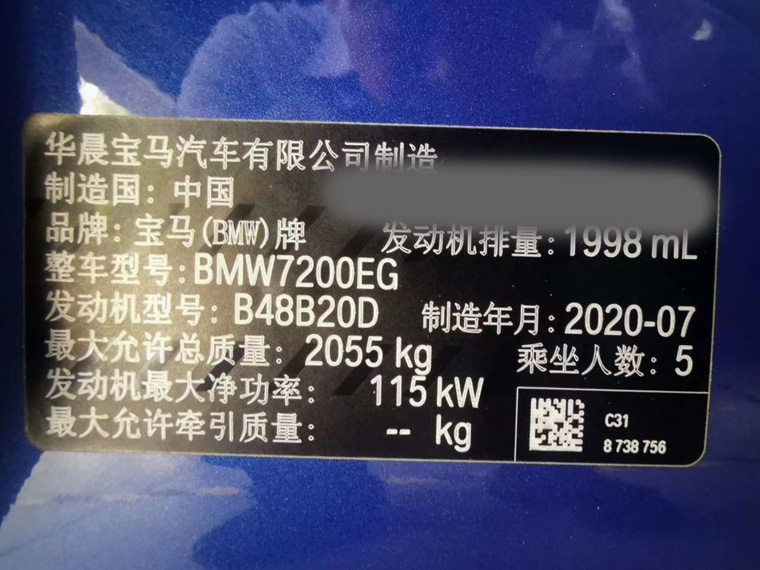 华晨宝马汽车有限公司制造
制造国：中国
品牌：宝马(BMW)牌 发动机排量：1998 mL
整车型号：BMW7200EG
发动机型号：B48B20D 制造年月：2020-07
最大允许总质量：2055 kg 乘坐人数：5
发动机最大净功率：115 kW
最大允许牵引质量：-- kg
C31
8 738 756